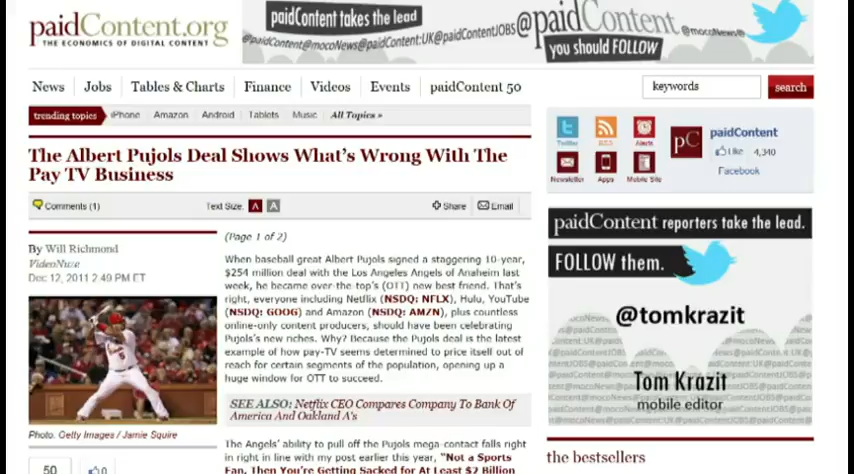 paidContent.org
THE ECONOMICS OF DIGITAL CONTENT
paidContent takes the lead
@paidContent@mocoNews@paidContent:UK@paidContentJOBS
@paidContent
you should FOLLOW
@mocoNews
News
Jobs
Tables & Charts
Finance
Videos
Events
paidContent 50
keywords
search
trending topics
iPhone
Amazon
Android
Tablets
Music
All Topics »
The Albert Pujols Deal Shows What's Wrong With The
Pay TV Business
Comments (1)
Text Size: A A
Share
Email
By Will Richmond
VideoNuze
Dec 12, 2011 2:49 PM ET
Photo: Getty Images / Jamie Squire
50
0
(Page 1 of 2)
When baseball great Albert Pujols signed a staggering 10-year,
$254 million deal with the Los Angeles Angels of Anaheim last
week, he became over-the-top's (OTT) new best friend. That's
right, everyone including Netflix (NSDQ: NFLX), Hulu, YouTube
(NSDQ: GOOG) and Amazon (NSDQ: AMZN), plus countless
online-only content producers, should have been celebrating
Pujols's new riches. Why? Because the Pujols deal is the latest
example of how pay-TV seems determined to price itself out of
reach for certain segments of the population, opening up a
huge window for OTT to succeed.
SEE ALSO: Netflix CEO Compares Company To Bank Of
America And Oakland A's
The Angels' ability to pull off the Pujols mega contact falls right
in right in line with my post earlier this year, "Not a Sports
Fan, Then You're Getting Sacked for At Least $2 Billion
Twitter
RSS
Alerts
Newsletter
Apps
Mobile Site
pC
paidContent
Like
4,340
Facebook
paidContent reporters take the lead.
FOLLOW them.
@tomkrazit
Tom Krazit
mobile editor
the bestsellers